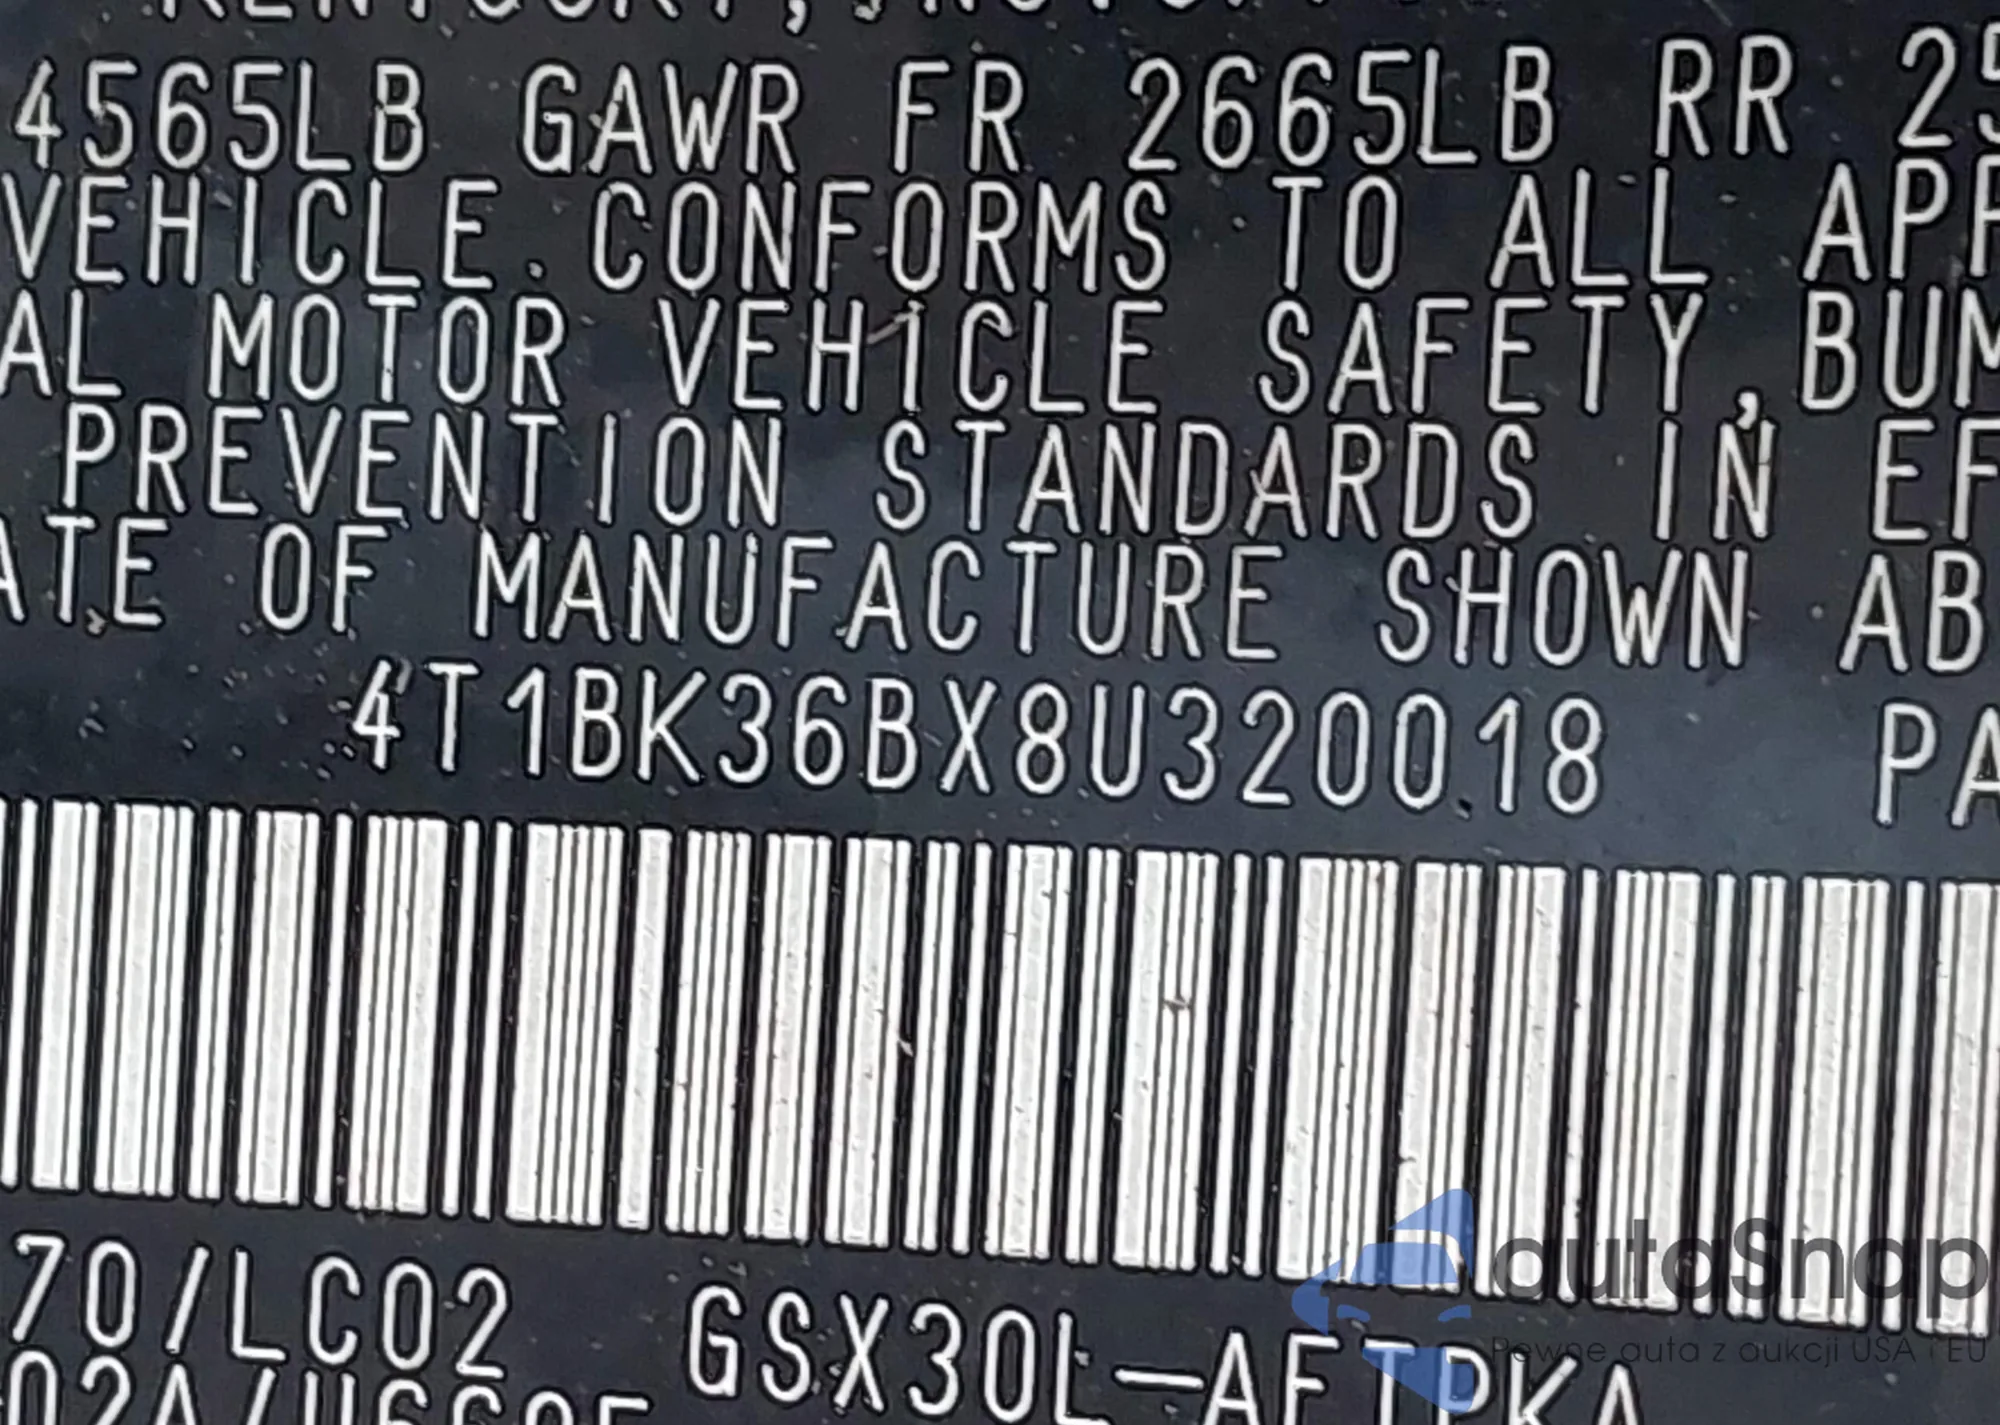 4565LB GAWR FR 2665LB RR 25
VEHICLE CONFORMS TO ALL APP
AL MOTOR VEHICLE SAFETY, BUM
PREVENTION STANDARDS IN EF
ATE OF MANUFACTURE SHOWN AB
4T1BK36BX8U320018 PA
70/LC02 GSX30L-AETPKA
autaSnap
Pewne auta z aukcji USA i EU